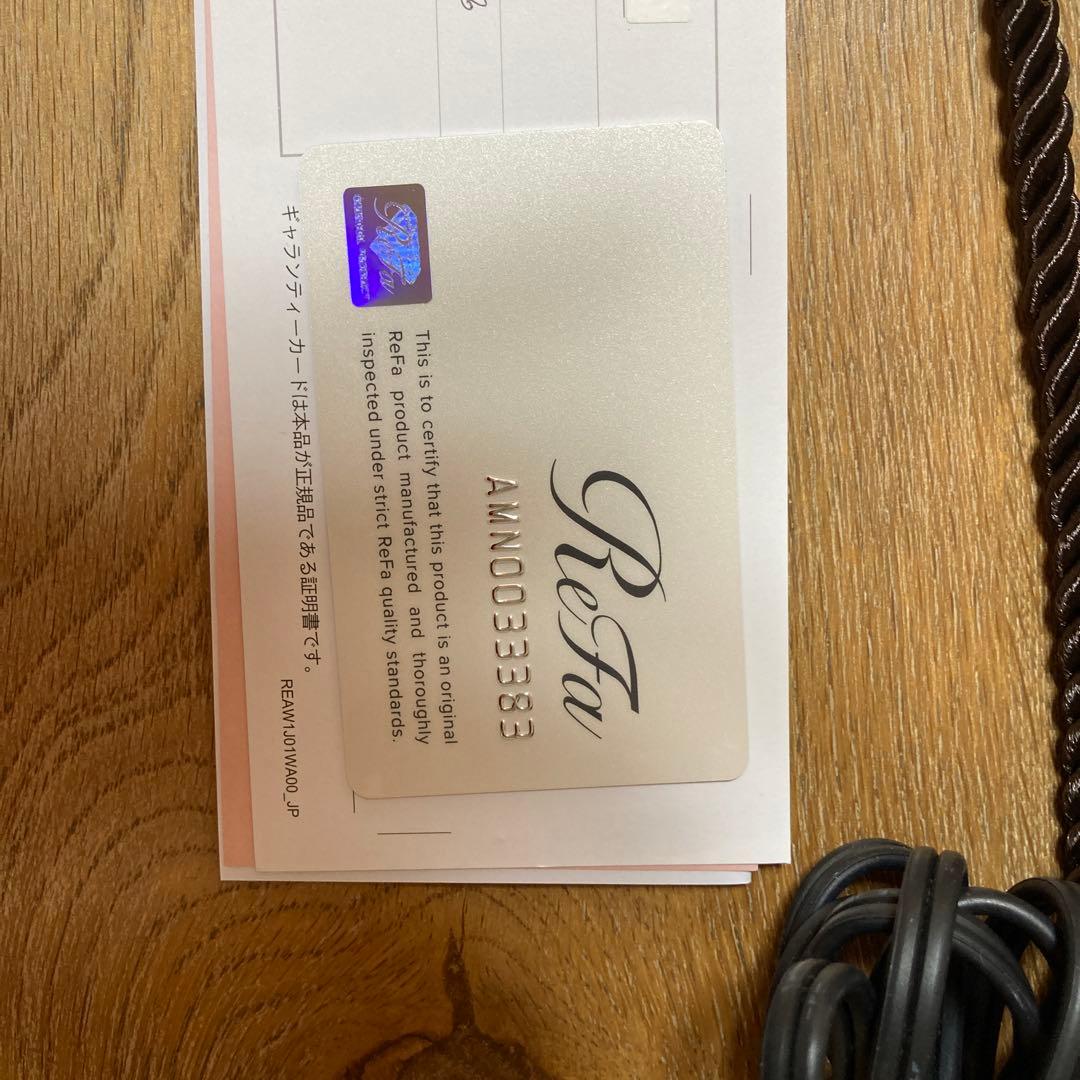 ReFa
AMN0033383
This is to certify that this product is an original
ReFa product manufactured and thoroughly
inspected under strict ReFa quality standards.
ReFa
ギャランティーカードは本品が正規品である証明書です。
REAW1J01WA00_JP